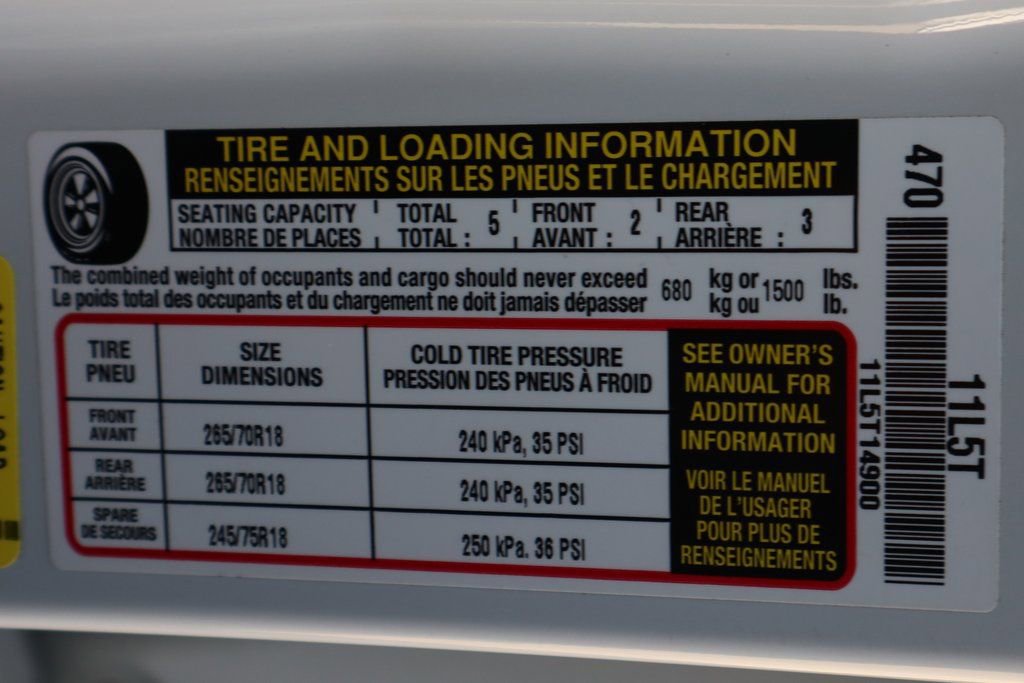 TIRE AND LOADING INFORMATION
RENSEIGNEMENTS SUR LES PNEUS ET LE CHARGEMENT
SEATING CAPACITY TOTAL 5 FRONT 2 REAR 3
NOMBRE DE PLACES TOTAL : AVANT : ARRIÈRE :
The combined weight of occupants and cargo should never exceed 680 kg or 1500 lbs.
Le poids total des occupants et du chargement ne doit jamais dépasser kg ou lb.
TIRE
PNEU
SIZE
DIMENSIONS
COLD TIRE PRESSURE
PRESSION DES PNEUS À FROID
FRONT
AVANT
265/70R18
240 kPa, 35 PSI
REAR
ARRIÈRE
265/70R18
240 kPa, 35 PSI
SPARE
DE SECOURS
245/75R18
250 kPa. 36 PSI
SEE OWNER'S
MANUAL FOR
ADDITIONAL
INFORMATION
VOIR LE MANUEL
DE L'USAGER
POUR PLUS DE
RENSEIGNEMENTS
470
11L5T
11L5T14900